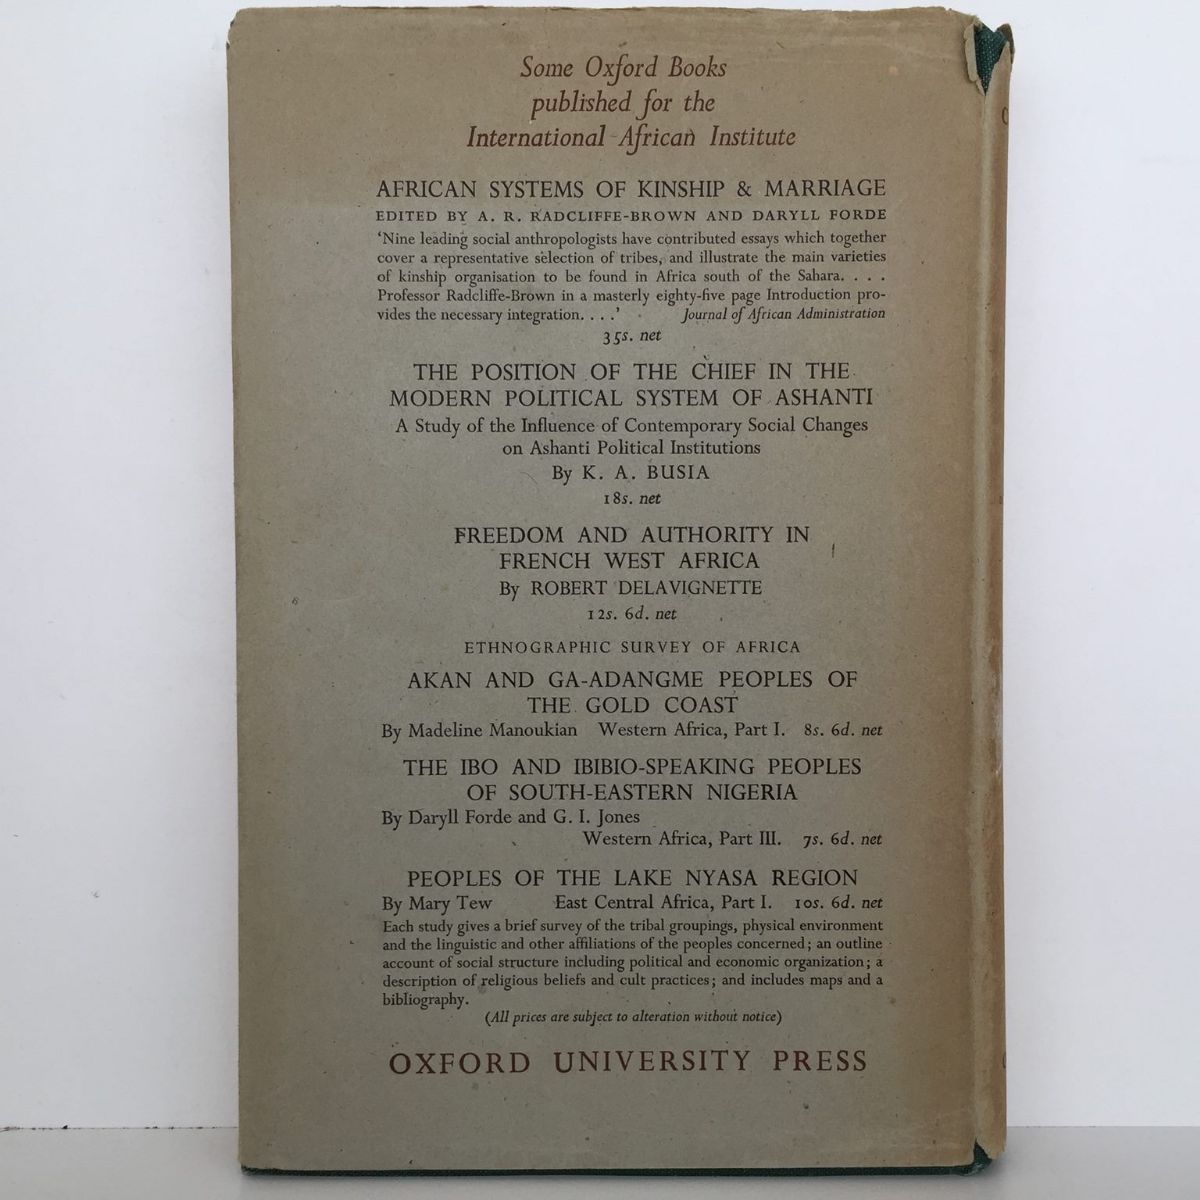 Some Oxford Books
published for the
International African Institute
AFRICAN SYSTEMS OF KINSHIP & MARRIAGE
EDITED BY A. R. RADCLIFFE-BROWN AND DARYLL FORDE
‘Nine leading social anthropologists have contributed essays which together
cover a representative selection of tribes, and illustrate the main varieties
of kinship organisation to be found in Africa south of the Sahara. . . .
Professor Radcliffe-Brown in a masterly eighty-five page Introduction pro-
vides the necessary integration. . . .’ Journal of African Administration
35s. net
THE POSITION OF THE CHIEF IN THE
MODERN POLITICAL SYSTEM OF ASHANTI
A Study of the Influence of Contemporary Social Changes
on Ashanti Political Institutions
By K. A. BUSIA
18s. net
FREEDOM AND AUTHORITY IN
FRENCH WEST AFRICA
By ROBERT DELAVIGNETTE
12s. 6d. net
ETHNOGRAPHIC SURVEY OF AFRICA
AKAN AND GA-ADANGME PEOPLES OF
THE GOLD COAST
By Madeline Manoukian Western Africa, Part I. 8s. 6d. net
THE IBO AND IBIBIO-SPEAKING PEOPLES
OF SOUTH-EASTERN NIGERIA
By Daryll Forde and G. I. Jones
Western Africa, Part III. 7s. 6d. net
PEOPLES OF THE LAKE NYASA REGION
By Mary Tew East Central Africa, Part I. 10s. 6d. net
Each study gives a brief survey of the tribal groupings, physical environment
and the linguistic and other affiliations of the peoples concerned; an outline
account of social structure including political and economic organization; a
description of religious beliefs and cult practices; and includes maps and a
bibliography.
(All prices are subject to alteration without notice)
OXFORD UNIVERSITY PRESS